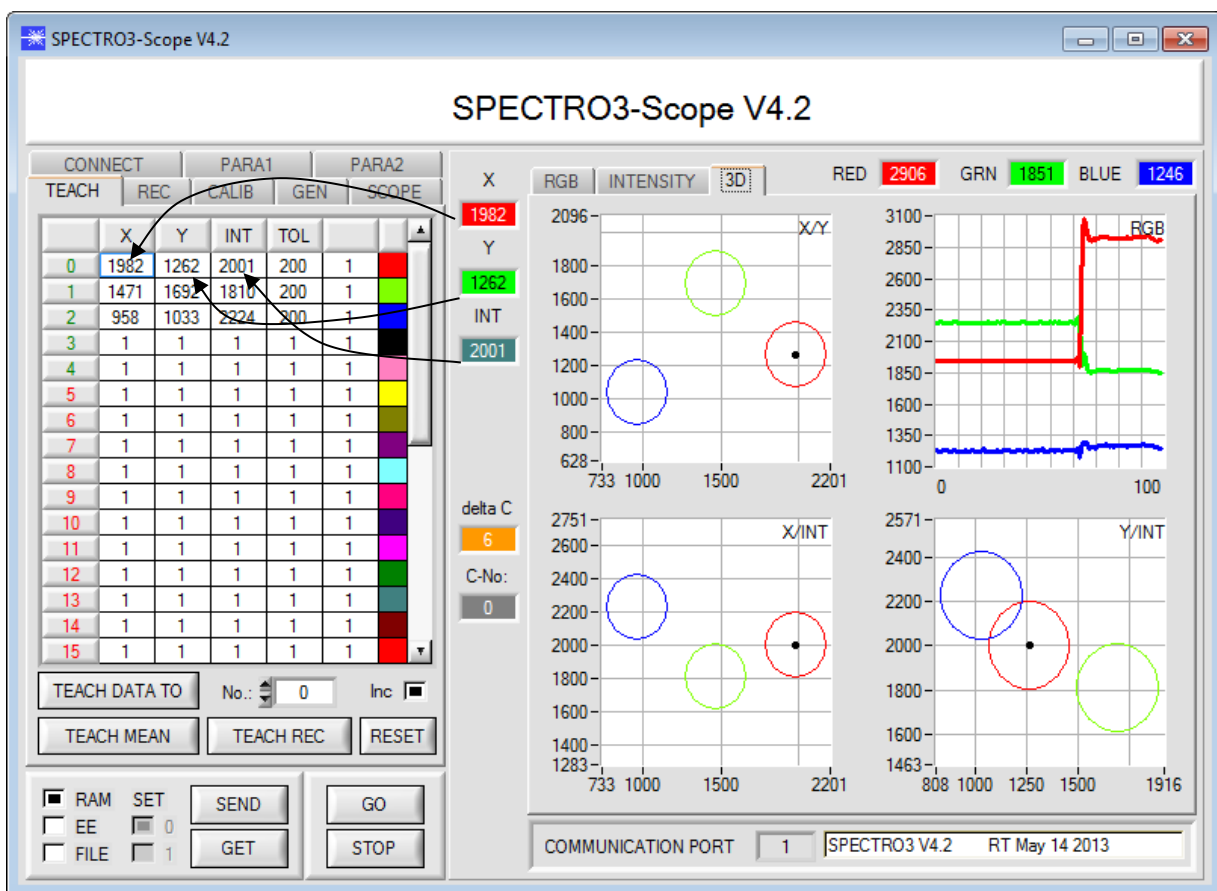 SPECTRO3-Scope V4.2
SPECTRO3-Scope V4.2
CONNECT PARA1 PARA2
TEACH REC CALIB GEN SCOPE
X Y INT TOL
0 1982 1262 2001 200 1
1 1471 1692 1810 200 1
2 958 1033 2224 200 1
3 1 1 1 1 1
4 1 1 1 1 1
5 1 1 1 1 1
6 1 1 1 1 1
7 1 1 1 1 1
8 1 1 1 1 1
9 1 1 1 1 1
10 1 1 1 1 1
11 1 1 1 1 1
12 1 1 1 1 1
13 1 1 1 1 1
14 1 1 1 1 1
15 1 1 1 1 1
TEACH DATA TO No.: 0 Inc
TEACH MEAN TEACH REC RESET
RAM SET SEND GO
EE 0
FILE 1 GET STOP
X
1982
Y
1262
INT
2001
delta C
6
C-No:
0
RGB INTENSITY 3D RED 2906 GRN 1851 BLUE 1246
X/Y
2096
1800
1600
1400
1200
1000
800
628
733 1000 1500 2201
RGB
3100
2850
2600
2350
2100
1850
1600
1350
1100
0 100
X/INT
2751
2600
2400
2200
2000
1800
1600
1400
1283
733 1000 1500 2201
Y/INT
2571
2400
2200
2000
1800
1600
1463
808 1000 1250 1500 1916
COMMUNICATION PORT 1 SPECTRO3 V4.2 RT May 14 2013